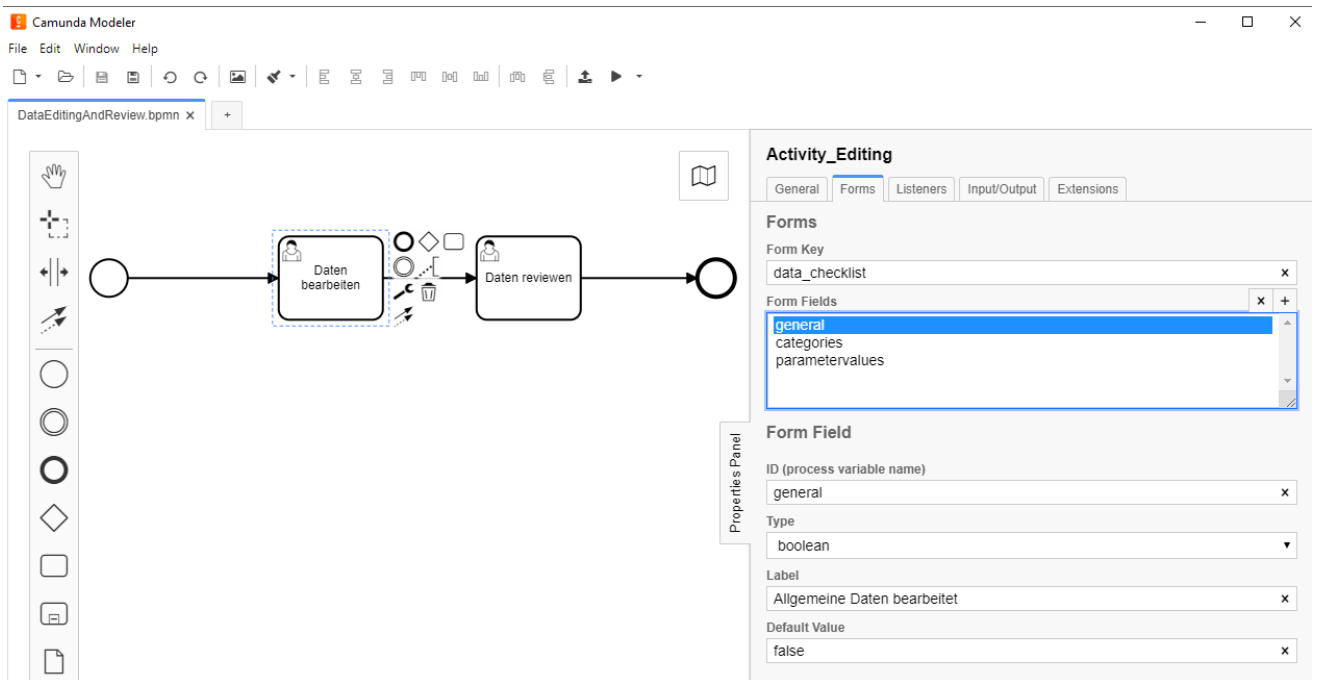 Camunda Modeler
File Edit Window Help
DataEditingAndReview.bpmn
Daten
bearbeiten
Daten reviewen
Properties Panel
Activity_Editing
General Forms Listeners Input/Output Extensions
Forms
Form Key
data_checklist
Form Fields
general
categories
parametervalues
Form Field
ID (process variable name)
general
Type
boolean
Label
Allgemeine Daten bearbeitet
Default Value
false